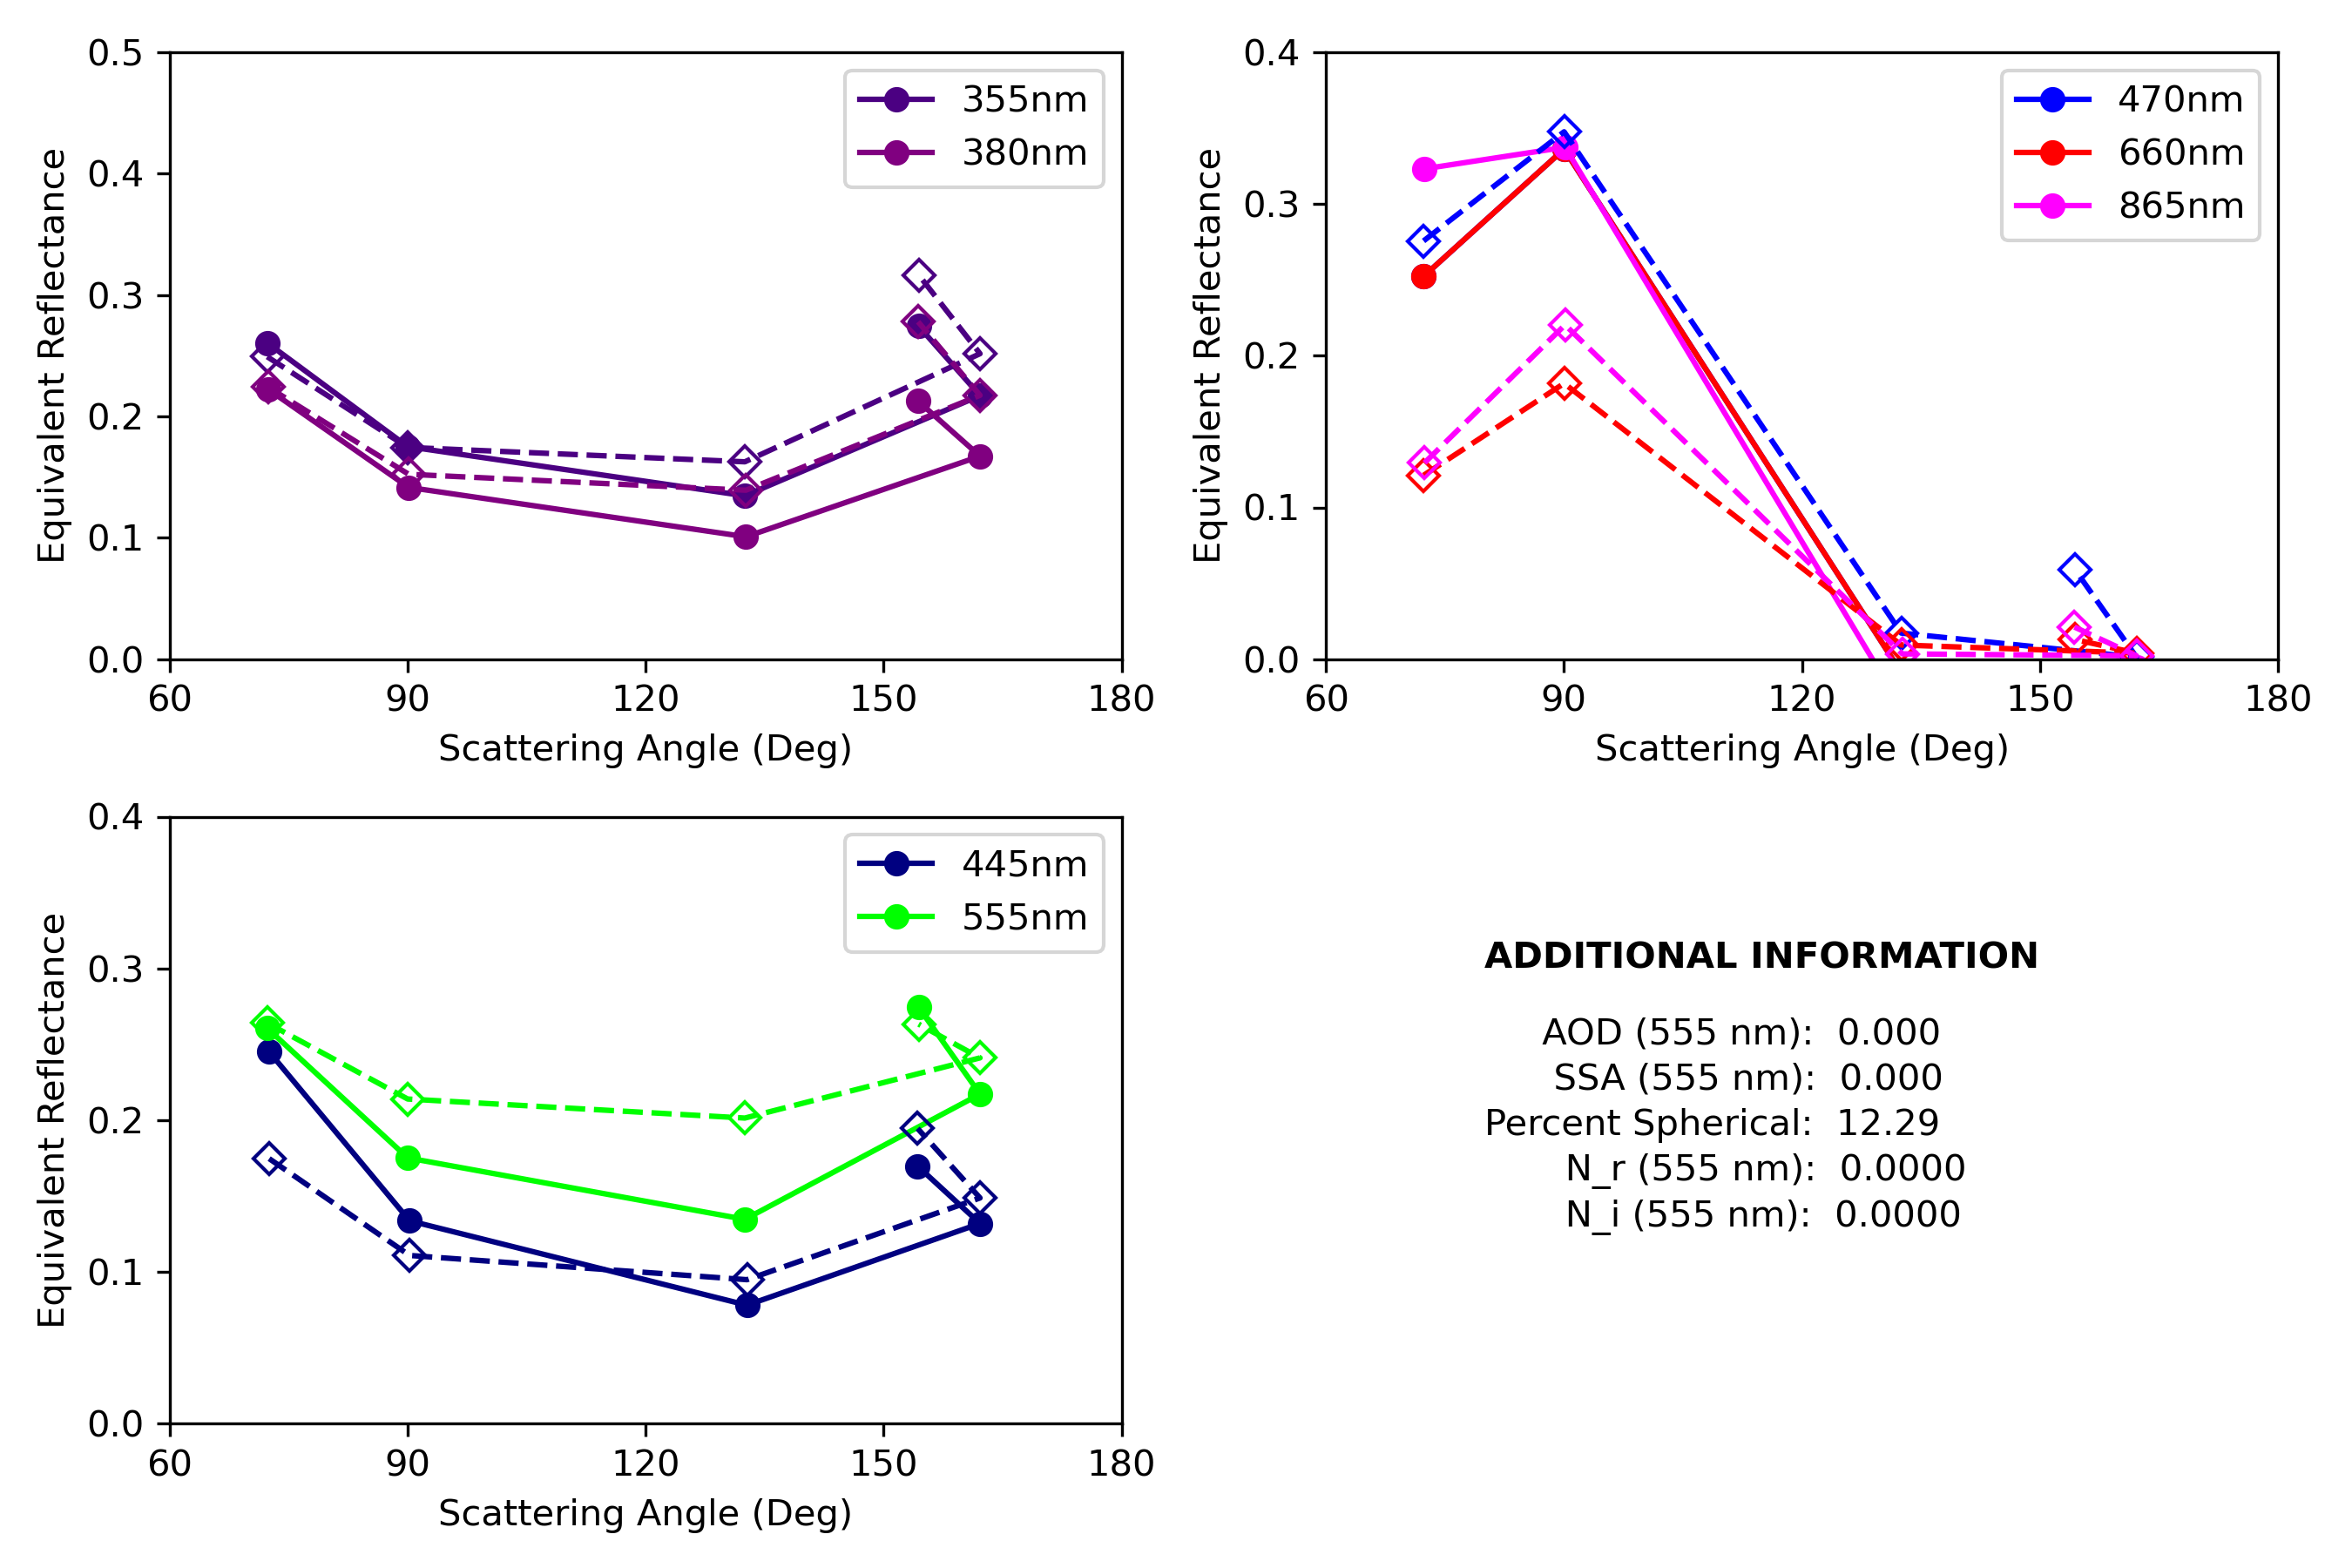 0.5
0.4
0.3
0.2
0.1
0.0
60 90 120 150 180
Equivalent Reflectance
Scattering Angle (Deg)
355nm
380nm
0.4
0.3
0.2
0.1
0.0
60 90 120 150 180
Equivalent Reflectance
Scattering Angle (Deg)
470nm
660nm
865nm
0.4
0.3
0.2
0.1
0.0
60 90 120 150 180
Equivalent Reflectance
Scattering Angle (Deg)
445nm
555nm
ADDITIONAL INFORMATION
AOD (555 nm): 0.000
SSA (555 nm): 0.000
Percent Spherical: 12.29
N_r (555 nm): 0.0000
N_i (555 nm): 0.0000